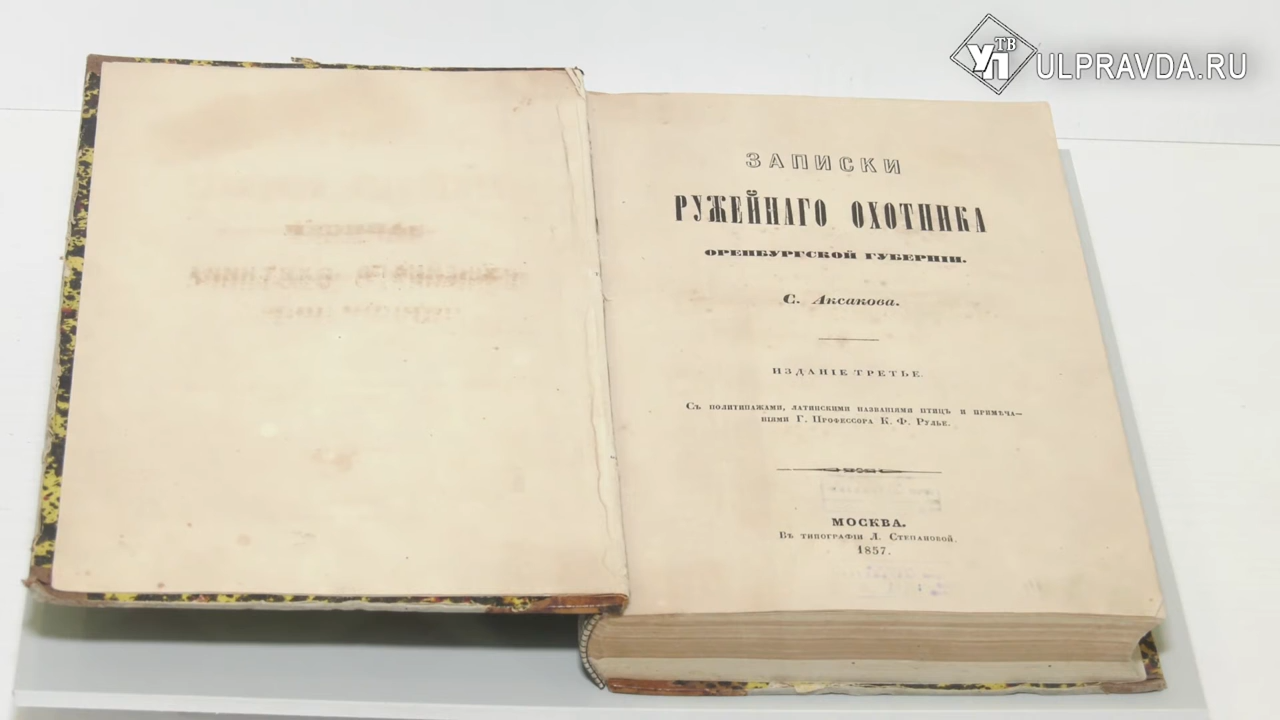 УП ТВ ULPRAVDA.RU
ЗАПИСКИ
РУЖЕЙНАГО ОХОТНИКА
ОРЕНБУРГСКОЙ ГУБЕРНІИ.
С. Аксакова.
ИЗДАНІЕ ТРЕТЬЕ.
Съ политипажами, латинскими названіями птицъ и примѣча—
ніями Г. Профессора К. Ф. Рулье.
МОСКВА.
Въ типографіи Л. Степановой.
1857.